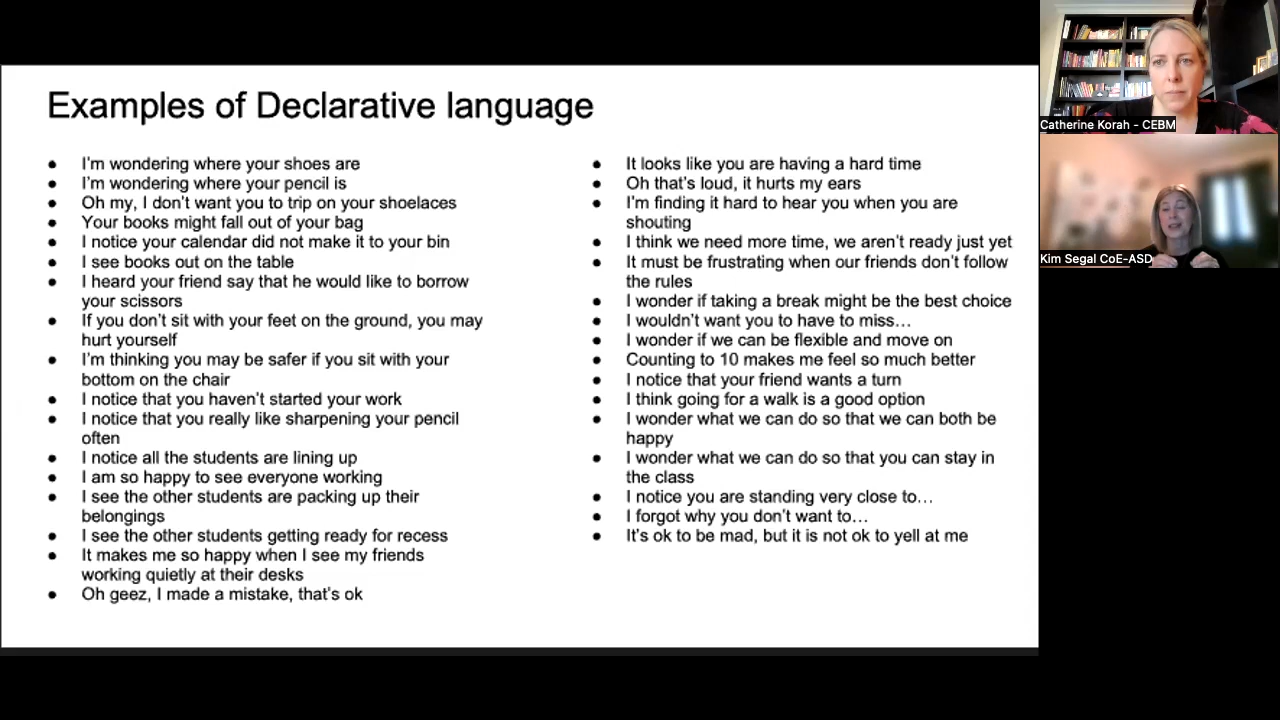 Examples of Declarative language
● I'm wondering where your shoes are
● I'm wondering where your pencil is
● Oh my, I don't want you to trip on your shoelaces
● Your books might fall out of your bag
● I notice your calendar did not make it to your bin
● I see books out on the table
● I heard your friend say that he would like to borrow
your scissors
● If you don't sit with your feet on the ground, you may
hurt yourself
● I'm thinking you may be safer if you sit with your
bottom on the chair
● I notice that you haven't started your work
● I notice that you really like sharpening your pencil
often
● I notice all the students are lining up
● I am so happy to see everyone working
● I see the other students are packing up their
belongings
● I see the other students getting ready for recess
● It makes me so happy when I see my friends
working quietly at their desks
● Oh geez, I made a mistake, that's ok
● It looks like you are having a hard time
● Oh that's loud, it hurts my ears
● I'm finding it hard to hear you when you are
shouting
● I think we need more time, we aren't ready just yet
● It must be frustrating when our friends don't follow
the rules
● I wonder if taking a break might be the best choice
● I wouldn't want you to have to miss…
● I wonder if we can be flexible and move on
● Counting to 10 makes me feel so much better
● I notice that your friend wants a turn
● I think going for a walk is a good option
● I wonder what we can do so that we can both be
happy
● I wonder what we can do so that you can stay in
the class
● I notice you are standing very close to…
● I forgot why you don't want to…
● It's ok to be mad, but it is not ok to yell at me
Catherine Korah - CEBM
Kim Segal CoE-ASD